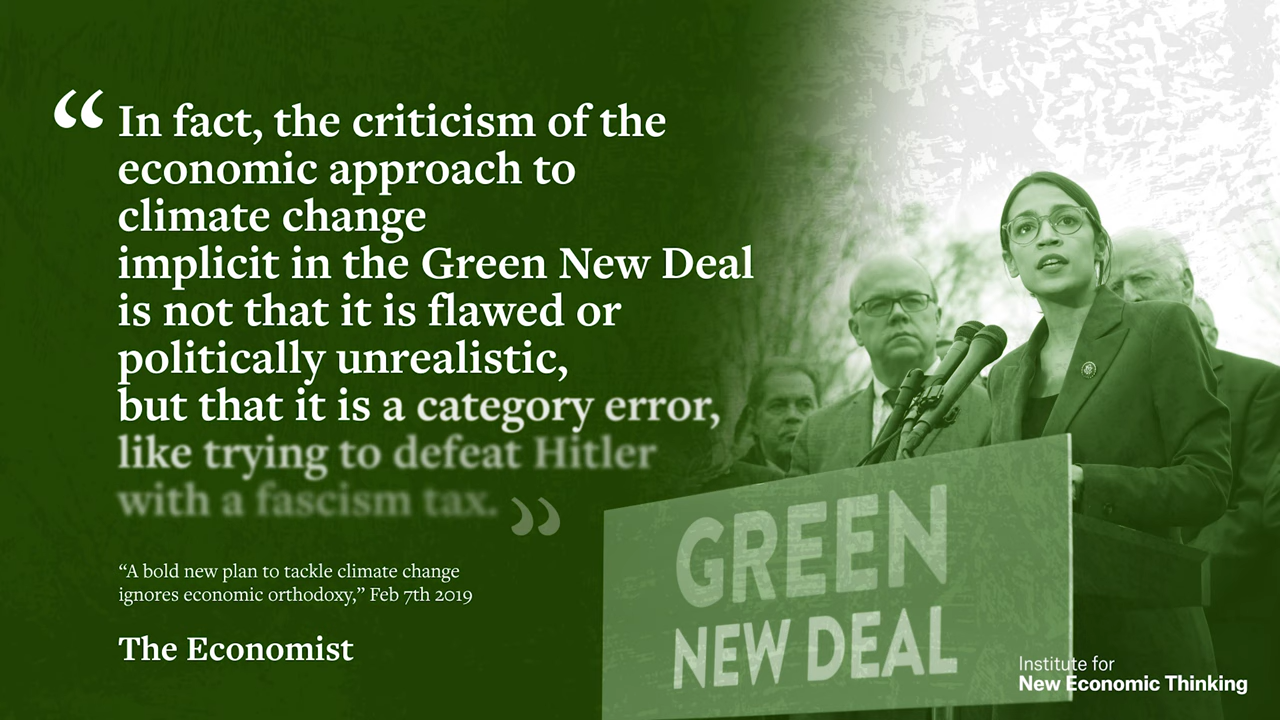 “In fact, the criticism of the
economic approach to
climate change
implicit in the Green New Deal
is not that it is flawed or
politically unrealistic,
but that it is a category error,
like trying to defeat Hitler
with a fascism tax.”
“A bold new plan to tackle climate change
ignores economic orthodoxy,” Feb 7th 2019
The Economist
GREEN
NEW DEAL
Institute for
New Economic Thinking